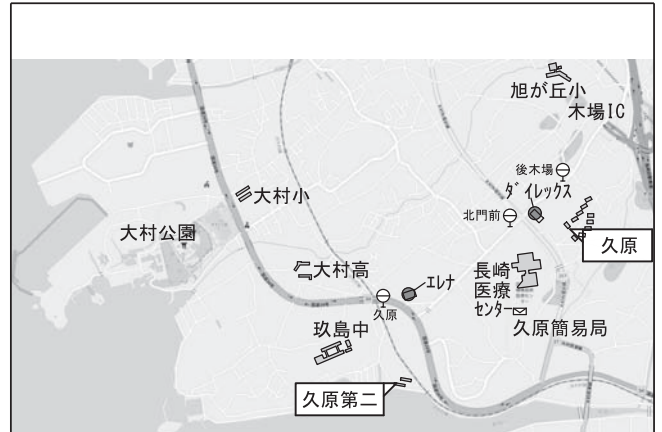 旭が丘小
木場IC
後木場
ダイレックス
大村小
北門前
大村公園
久原
大村高
エレナ
長崎
医療
センター
久原
久原簡易局
玖島中
久原第二